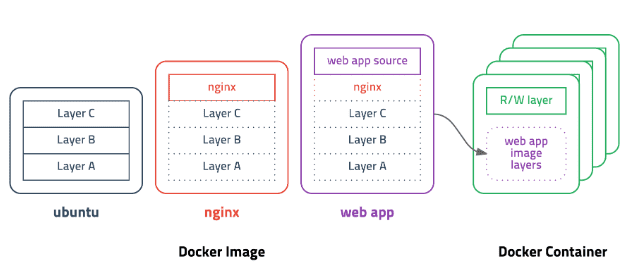 Layer C
Layer B
Layer A
ubuntu
nginx
Layer C
Layer B
Layer A
nginx
web app source
nginx
Layer C
Layer B
Layer A
web app
R/W layer
web app
image
layers
Docker Image
Docker Container